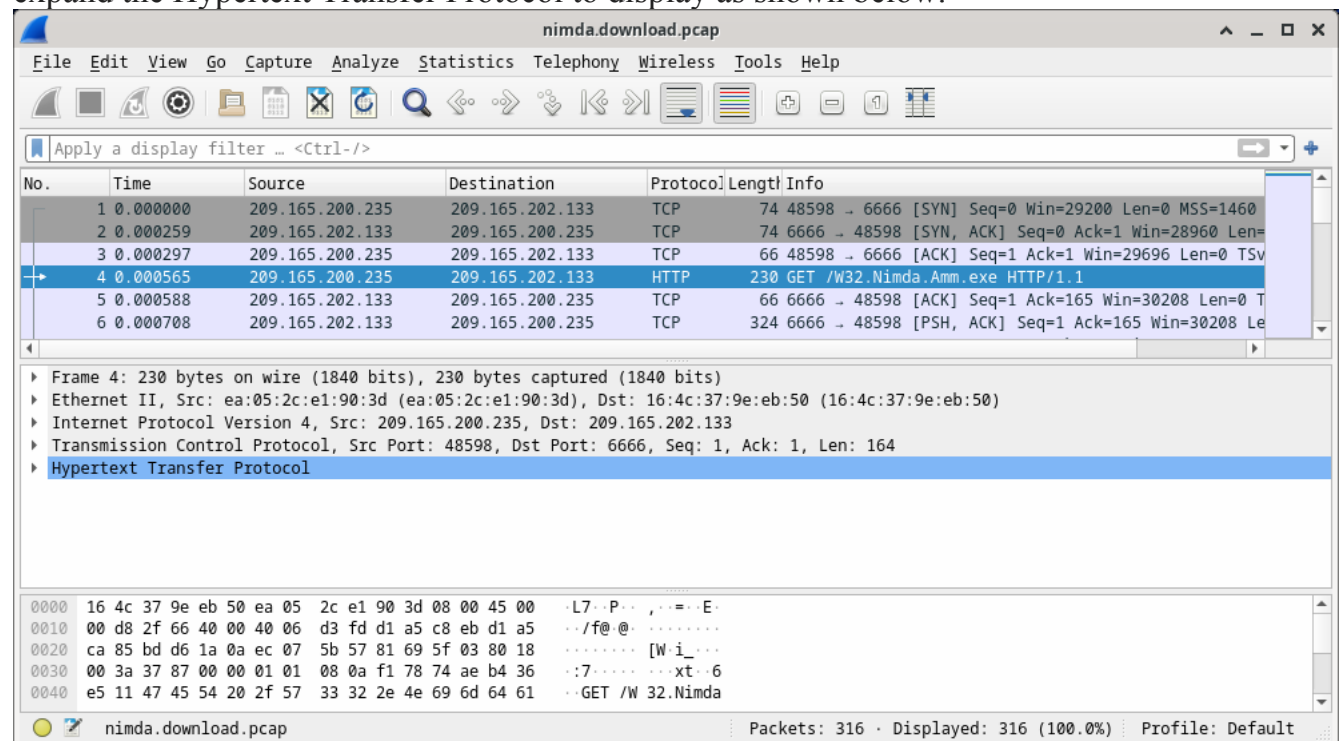 expand the Hypertext Transfer Protocol to display as shown below.
nimda.download.pcap
File Edit View Go Capture Analyze Statistics Telephony Wireless Tools Help
Apply a display filter … <Ctrl-/>
No. Time Source Destination Protocol Length Info
1 0.000000 209.165.200.235 209.165.202.133 TCP 74 48598 → 6666 [SYN] Seq=0 Win=29200 Len=0 MSS=1460
2 0.000259 209.165.202.133 209.165.200.235 TCP 74 6666 → 48598 [SYN, ACK] Seq=0 Ack=1 Win=28960 Len=
3 0.000297 209.165.200.235 209.165.202.133 TCP 66 48598 → 6666 [ACK] Seq=1 Ack=1 Win=29696 Len=0 TSv
4 0.000565 209.165.200.235 209.165.202.133 HTTP 230 GET /W32.Nimda.Amm.exe HTTP/1.1
5 0.000588 209.165.202.133 209.165.200.235 TCP 66 6666 → 48598 [ACK] Seq=1 Ack=165 Win=30208 Len=0 T
6 0.000708 209.165.202.133 209.165.200.235 TCP 324 6666 → 48598 [PSH, ACK] Seq=1 Ack=165 Win=30208 Le
Frame 4: 230 bytes on wire (1840 bits), 230 bytes captured (1840 bits)
Ethernet II, Src: ea:05:2c:e1:90:3d (ea:05:2c:e1:90:3d), Dst: 16:4c:37:9e:eb:50 (16:4c:37:9e:eb:50)
Internet Protocol Version 4, Src: 209.165.200.235, Dst: 209.165.202.133
Transmission Control Protocol, Src Port: 48598, Dst Port: 6666, Seq: 1, Ack: 1, Len: 164
Hypertext Transfer Protocol
0000 16 4c 37 9e eb 50 ea 05 2c e1 90 3d 08 00 45 00 ·L7··P·· ,··=··E·
0010 00 d8 2f 66 40 00 40 06 d3 fd d1 a5 c8 eb d1 a5 ··/f@·@· ········
0020 ca 85 bd d6 1a 0a ec 07 5b 57 81 69 5f 03 80 18 ········ [W·i_···
0030 00 3a 37 87 00 00 01 01 08 0a f1 78 74 ae b4 36 ·:7····· ···xt··6
0040 e5 11 47 45 54 20 2f 57 33 32 2e 4e 69 6d 64 61 ··GET /W 32.Nimda
nimda.download.pcap Packets: 316 · Displayed: 316 (100.0%) Profile: Default